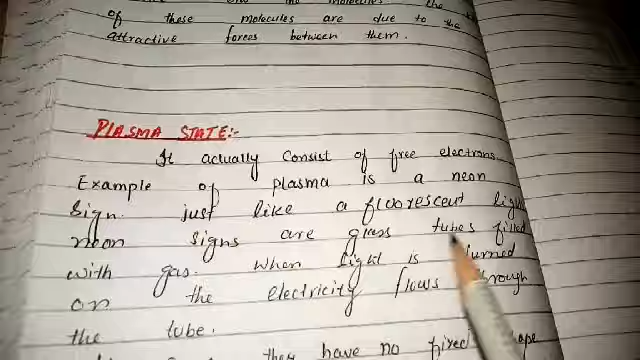 of these molecules are due to the
attractive forces between them.
PLASMA STATE:-
It actually consist of free electrons
Example of plasma is a neon
sign. just like a fluorescent light
neon signs are glass tubes filled
with gas. When light is turned
on the electricity flows through
the tube.
they have no fixed shape